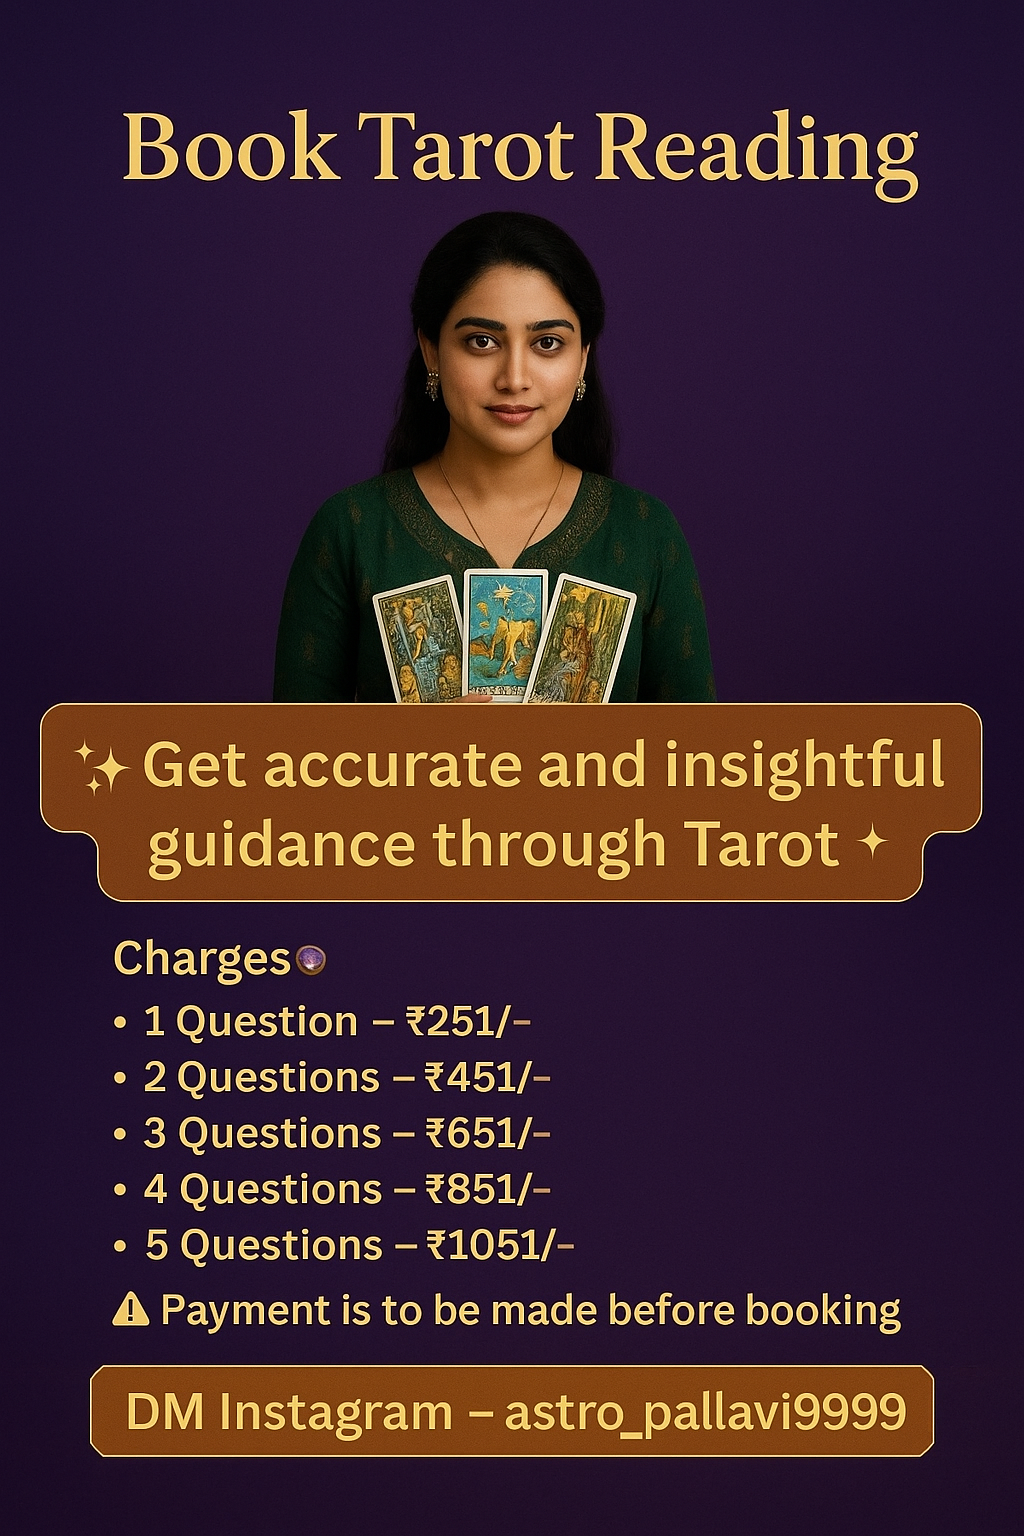 Book Tarot Reading
✨ Get accurate and insightful
guidance through Tarot ✦
Charges
• 1 Question – ₹251/–
• 2 Questions – ₹451/–
• 3 Questions – ₹651/–
• 4 Questions – ₹851/–
• 5 Questions – ₹1051/–
⚠ Payment is to be made before booking
DM Instagram – astro_pallavi9999